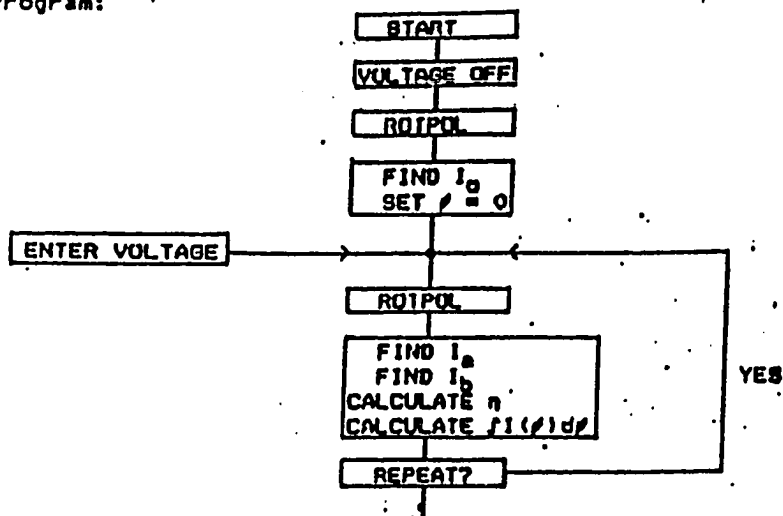 Program:
START
VOLTAGE OFF
ROTPOL
FIND I₀
SET ϕ = 0
ENTER VOLTAGE
ROTPOL
FIND Iₐ
FIND I_b
CALCULATE η
CALCULATE ∫I(ϕ)dϕ
YES
REPEAT?